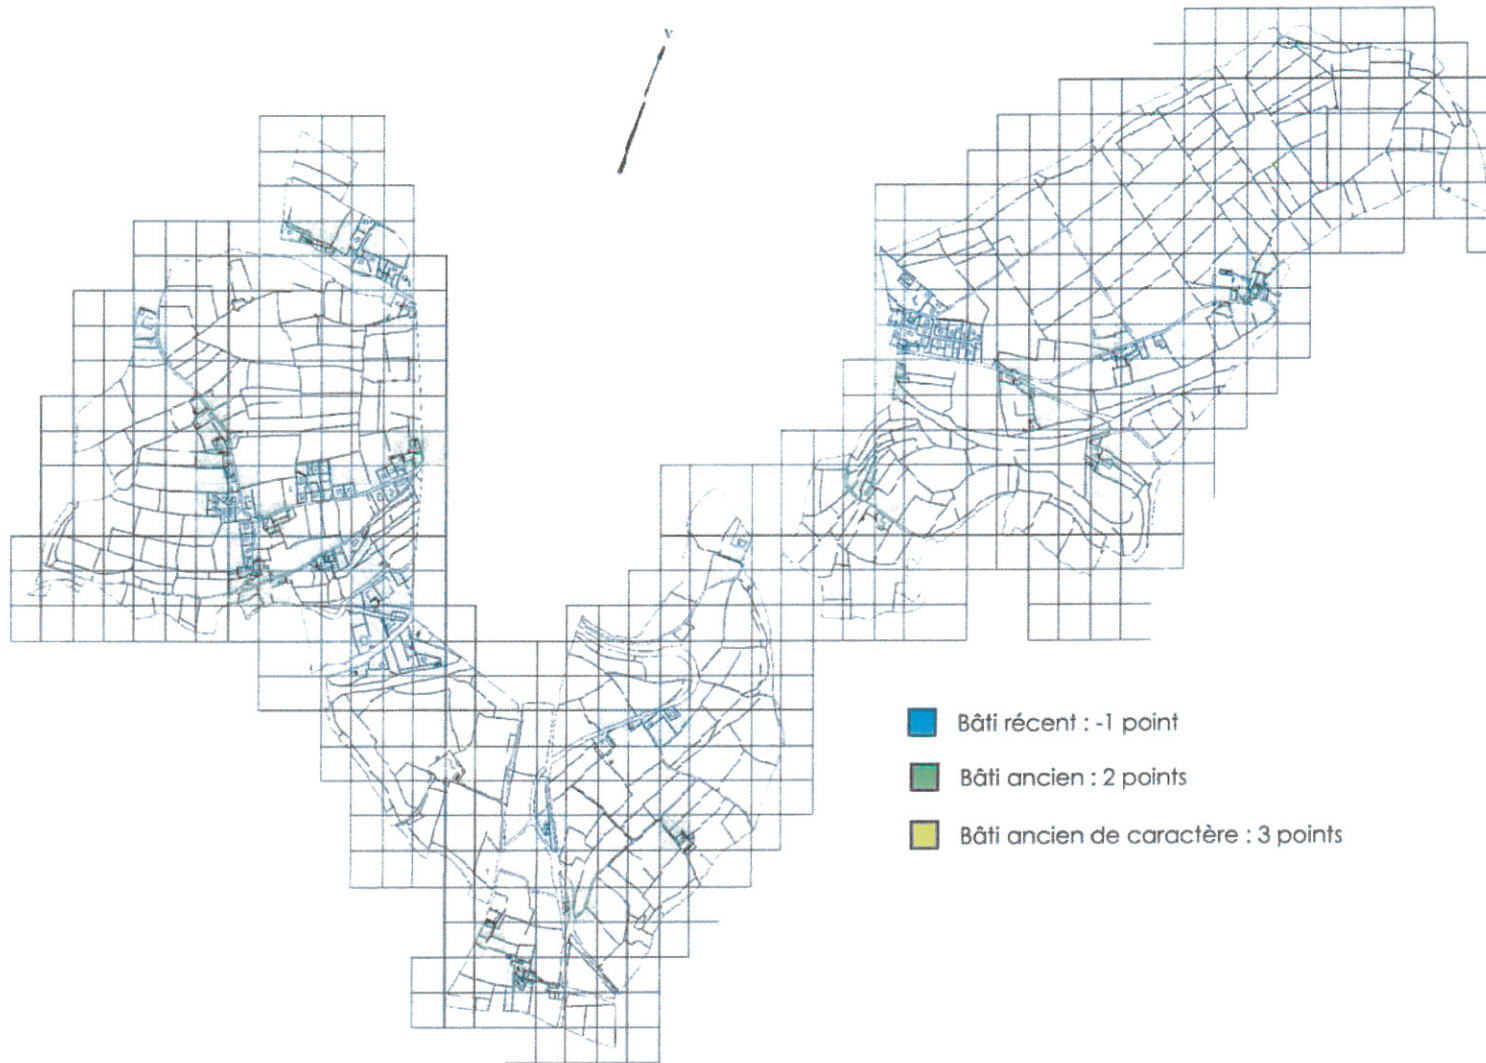 Bâti récent : -1 point
Bâti ancien : 2 points
Bâti ancien de caractère : 3 points